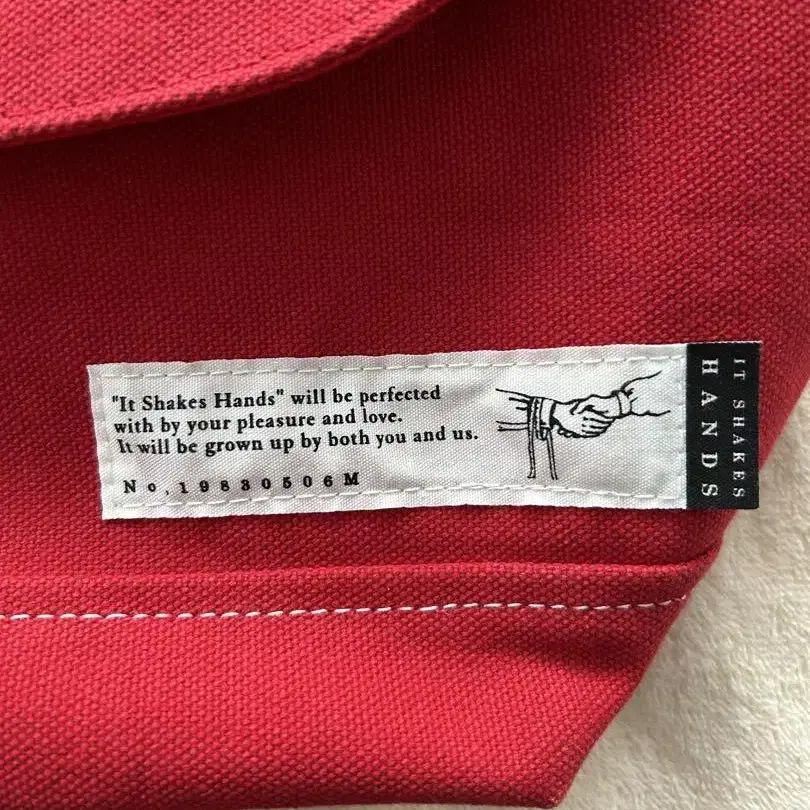 "It Shakes Hands" will be perfected
with by your pleasure and love.
It will be grown up by both you and us.
No,19830506M
IT SHAKES
HANDS